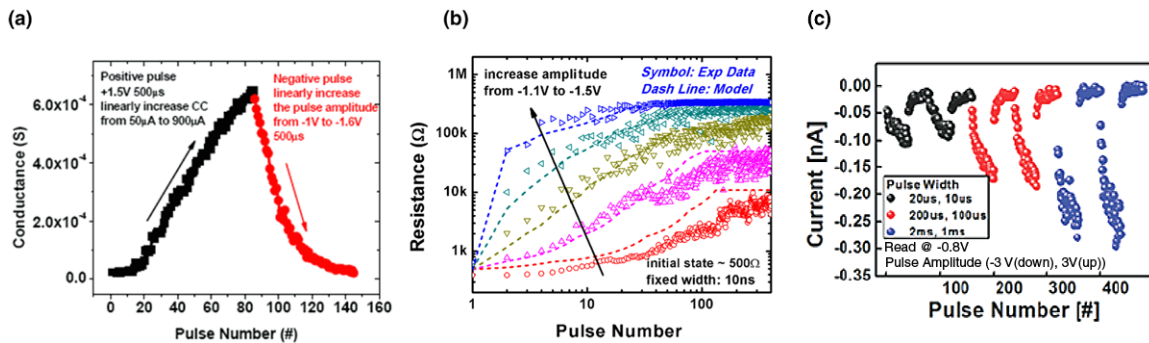 (a)
Positive pulse
+1.5V 500µs
linearly increase CC
from 50µA to 900µA
Negative pulse
linearly increase
the pulse amplitude
from -1V to -1.6V
500µs
Conductance (S)
6.0x10⁻⁴
4.0x10⁻⁴
2.0x10⁻⁴
0.0
0 20 40 60 80 100 120 140 160
Pulse Number (#)
(b)
increase amplitude
from -1.1V to -1.5V
Symbol: Exp Data
Dash Line: Model
Resistance (Ω)
1M
100k
10k
1k
initial state ~ 500Ω
fixed width: 10ns
1 10 100
Pulse Number
(c)
Current [nA]
0.00
-0.05
-0.10
-0.15
-0.20
-0.25
-0.30
-0.35
Pulse Width
20us, 10us
200us, 100us
2ms, 1ms
Read @ -0.8V
Pulse Amplitude (-3 V(down), 3V(up))
100 200 300 400
Pulse Number [#]